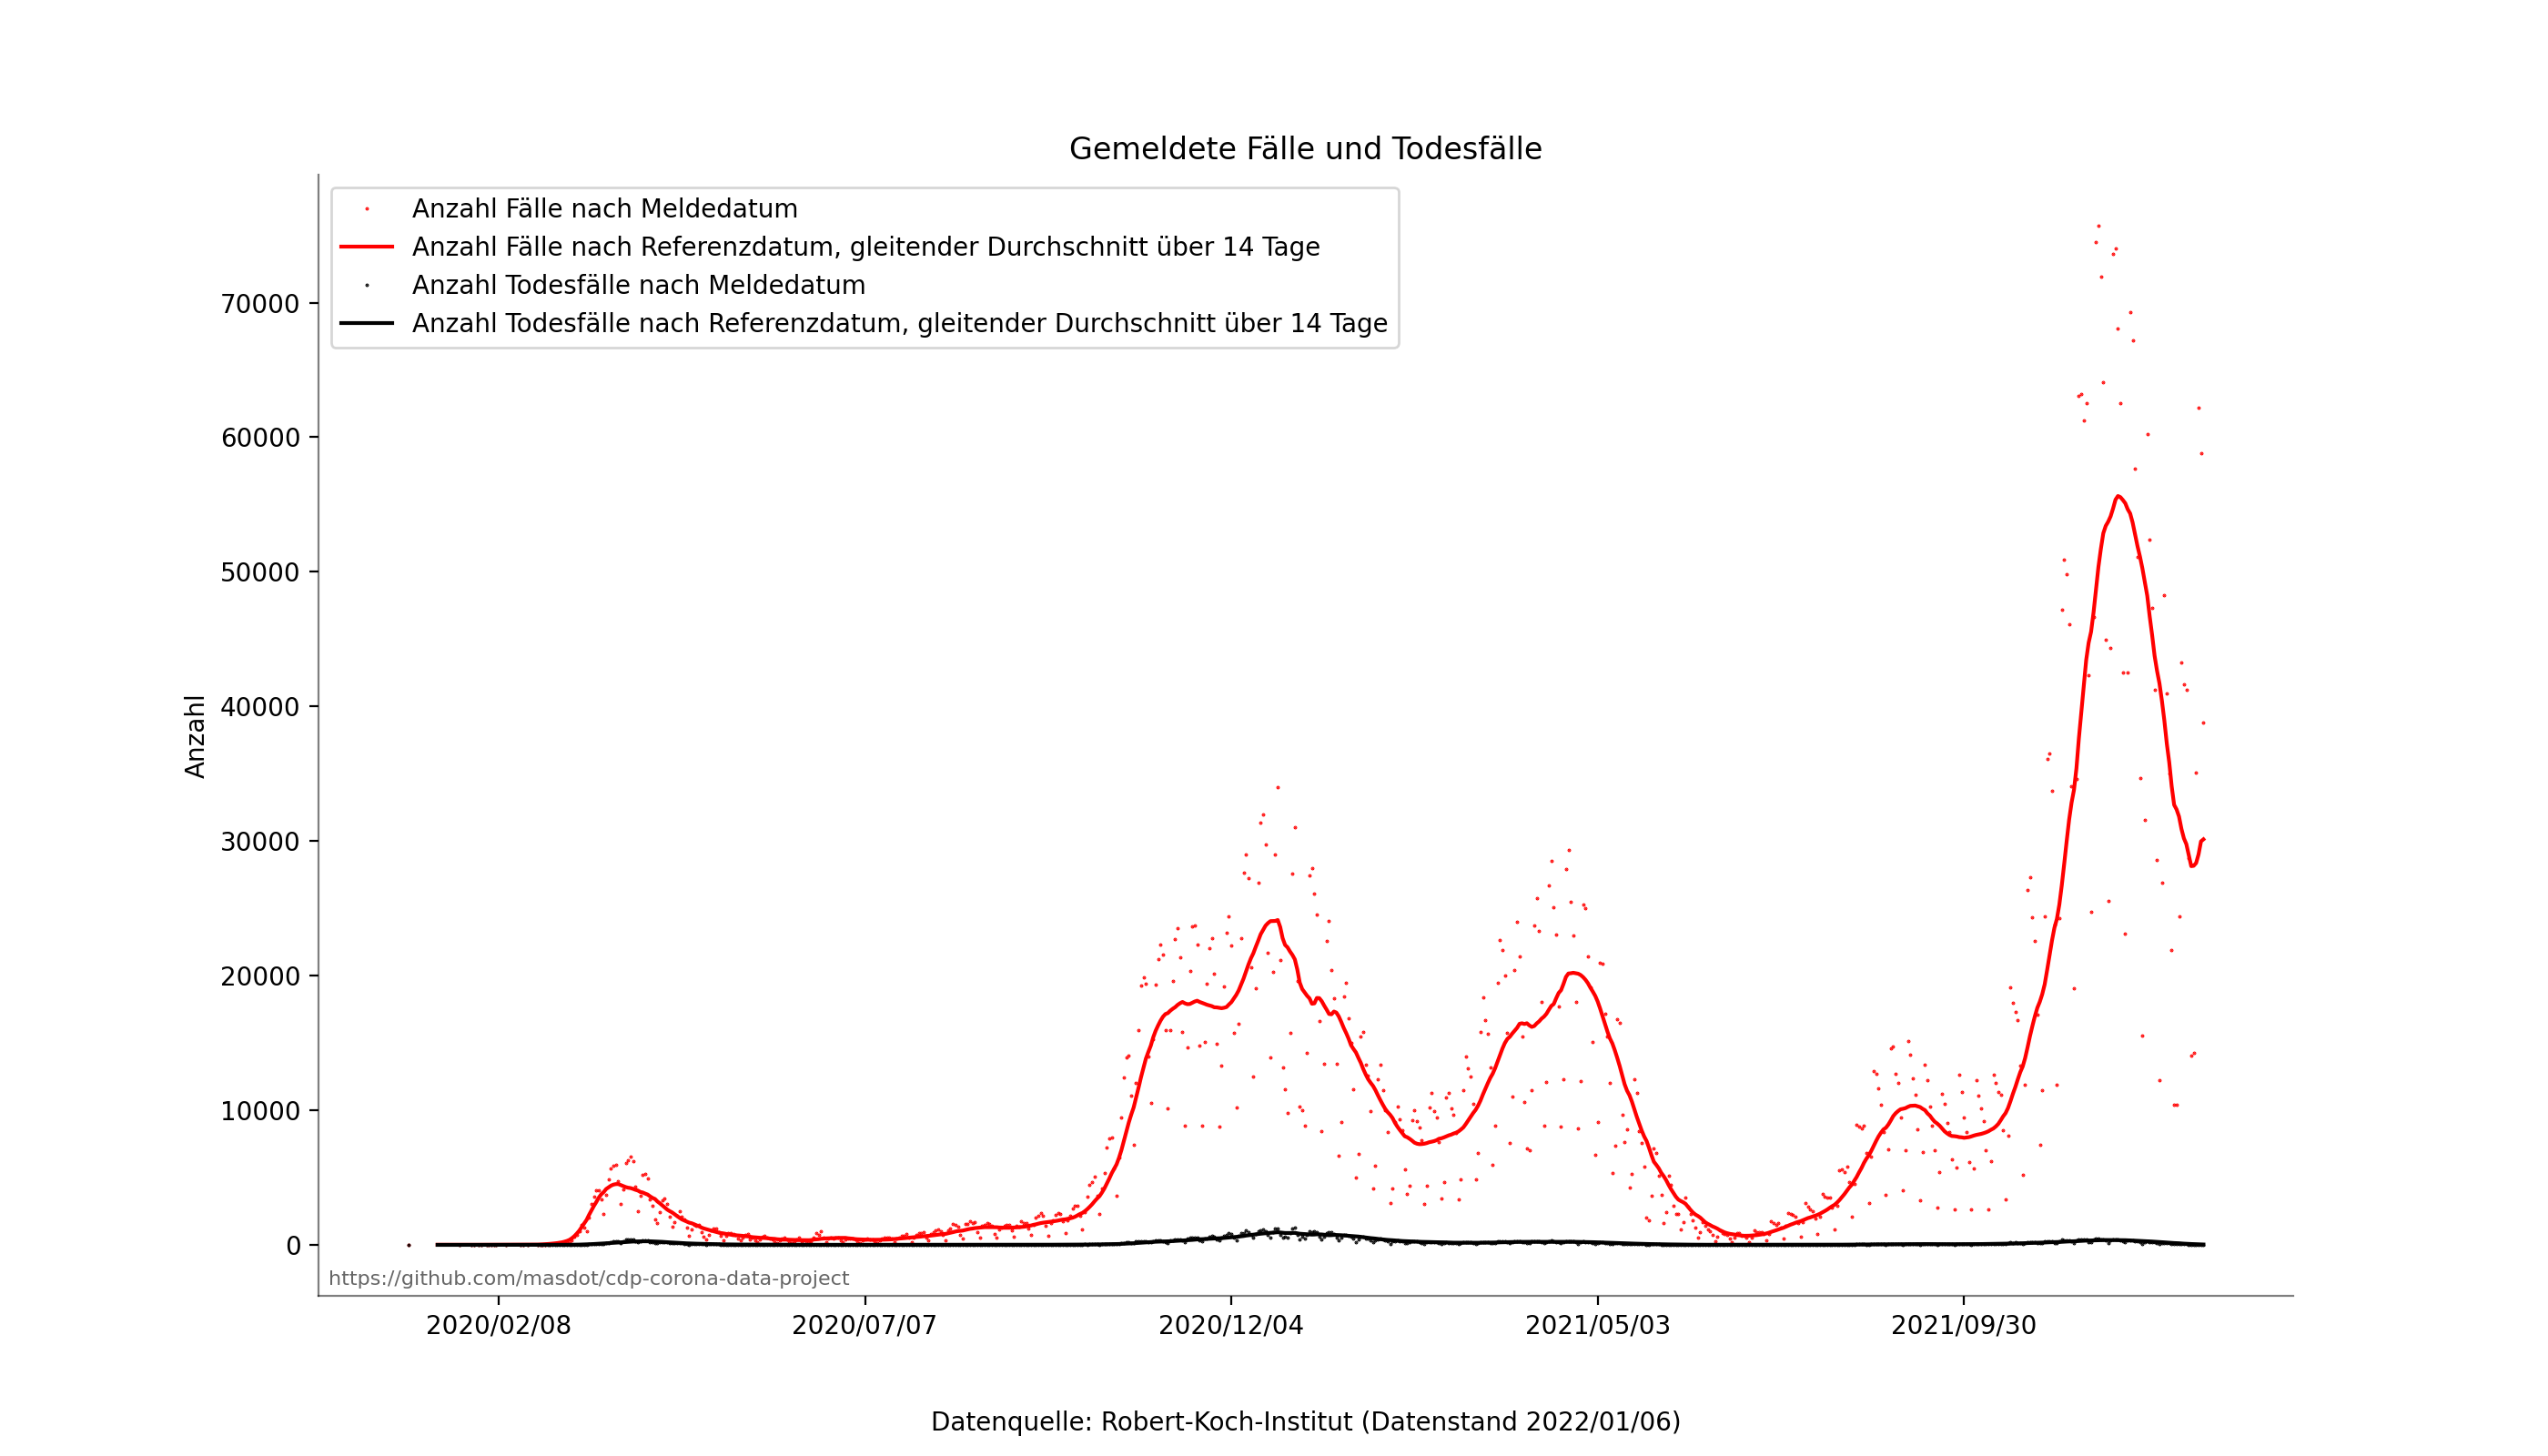 Gemeldete Fälle und Todesfälle
Anzahl Fälle nach Meldedatum
Anzahl Fälle nach Referenzdatum, gleitender Durchschnitt über 14 Tage
Anzahl Todesfälle nach Meldedatum
Anzahl Todesfälle nach Referenzdatum, gleitender Durchschnitt über 14 Tage
70000
60000
50000
40000
30000
20000
10000
0
Anzahl
https://github.com/masdot/cdp-corona-data-project
2020/02/08 2020/07/07 2020/12/04 2021/05/03 2021/09/30
Datenquelle: Robert-Koch-Institut (Datenstand 2022/01/06)